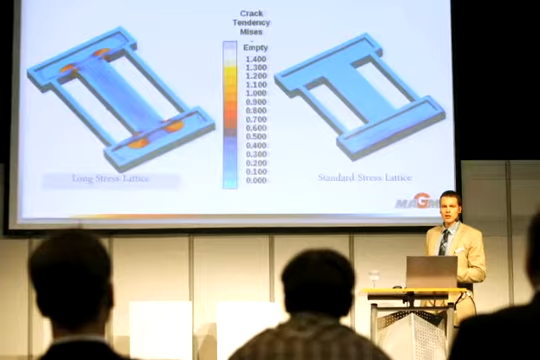 Crack
Tendency
Mises
Empty
1.400
1.300
1.200
1.100
1.000
0.900
0.800
0.700
0.600
0.500
0.400
0.300
0.200
0.100
0.000
Long Stress Lattice
Standard Stress Lattice
MAGM